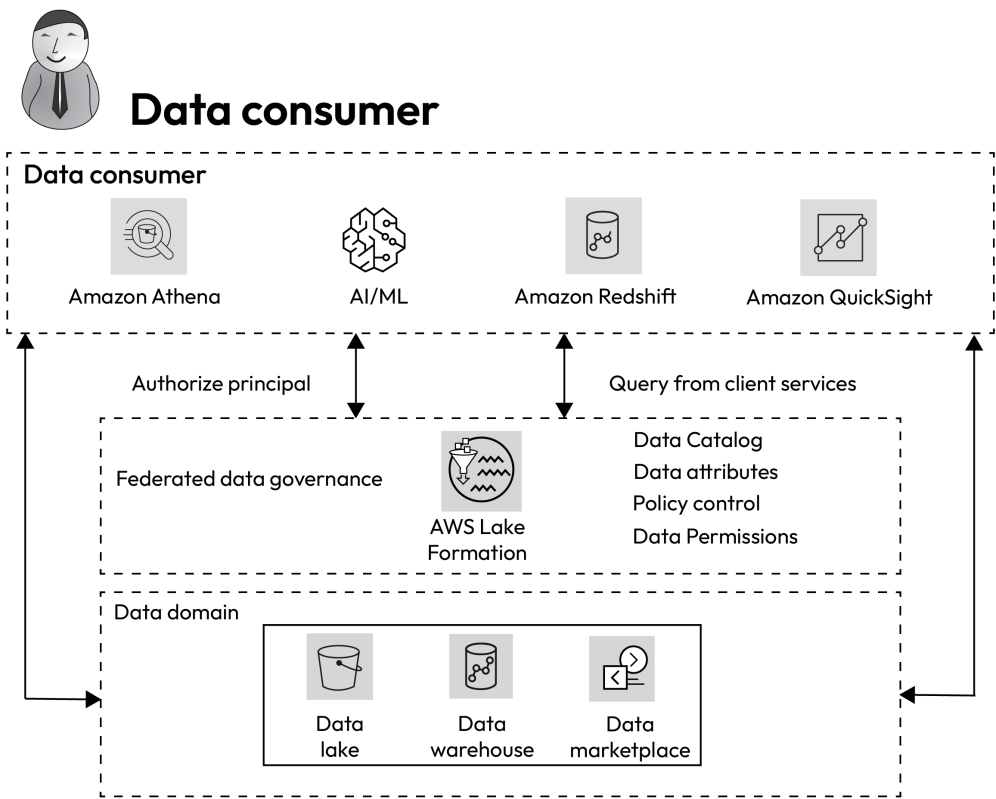 Data consumer
Data consumer
Amazon Athena
AI/ML
Amazon Redshift
Amazon QuickSight
Authorize principal
Query from client services
Federated data governance
AWS Lake
Formation
Data Catalog
Data attributes
Policy control
Data Permissions
Data domain
Data
lake
Data
warehouse
Data
marketplace